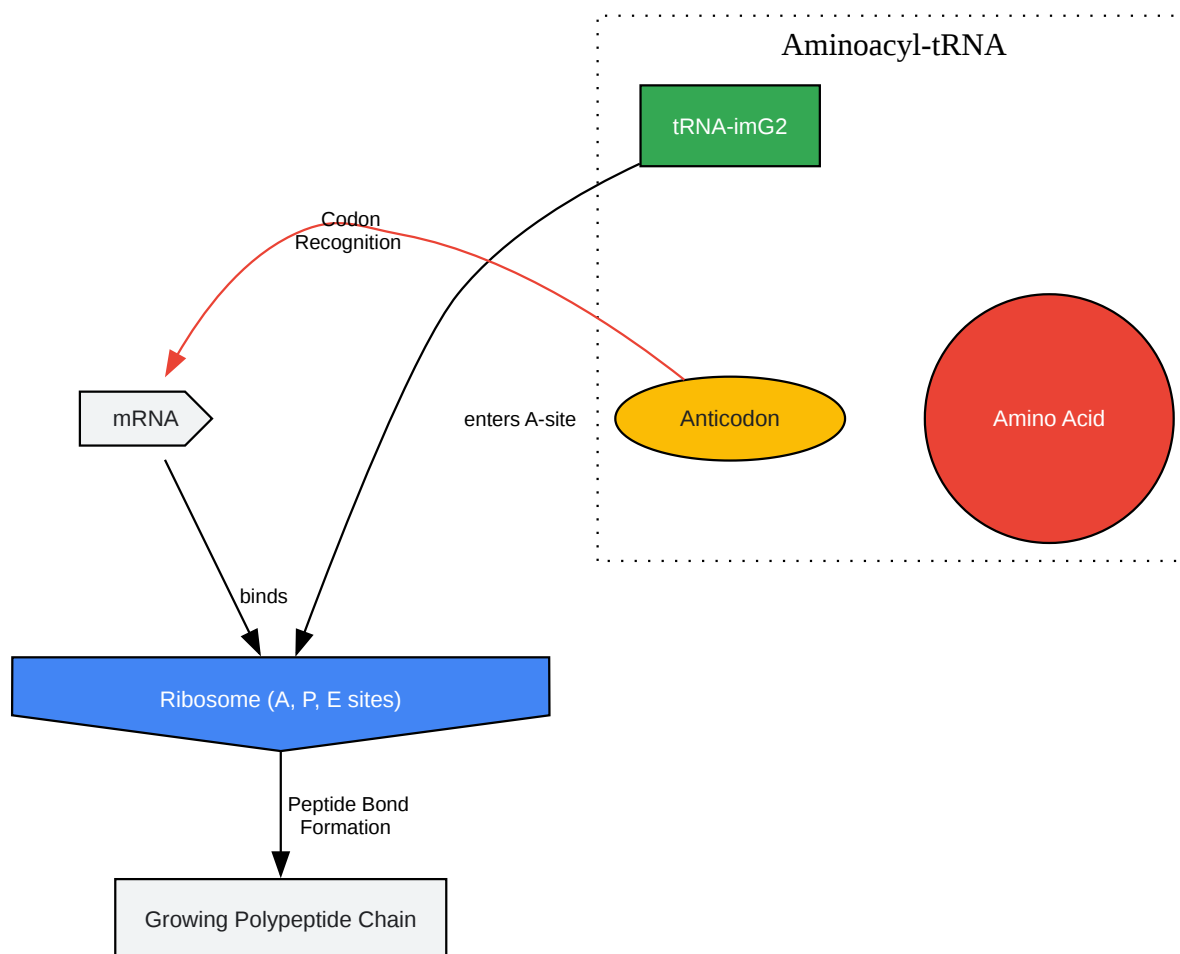 Aminoacyl-tRNA
tRNA-imG2
Codon
Recognition
mRNA
enters A-site
Anticodon
Amino Acid
binds
Ribosome (A, P, E sites)
Peptide Bond
Formation
Growing Polypeptide Chain